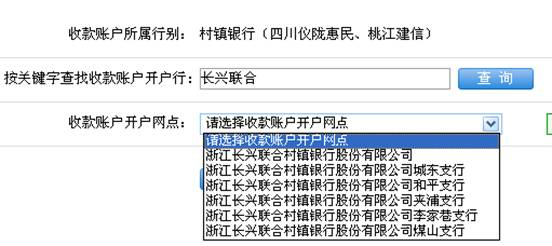 收款账户所属行别： 村镇银行（四川仪陇惠民、桃江建信）
按关键字查找收款账户开户行： 长兴联合 查 询
收款账户开户网点： 请选择收款账户开户网点
请选择收款账户开户网点
浙江长兴联合村镇银行股份有限公司
浙江长兴联合村镇银行股份有限公司城东支行
浙江长兴联合村镇银行股份有限公司和平支行
浙江长兴联合村镇银行股份有限公司夹浦支行
浙江长兴联合村镇银行股份有限公司李家巷支行
浙江长兴联合村镇银行股份有限公司煤山支行